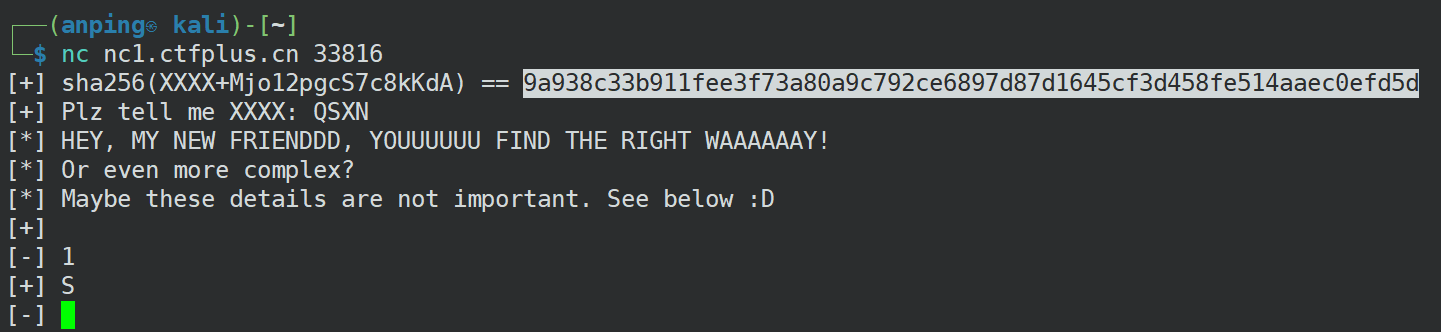 ┌──(anping㉿kali)-[~]
└─$ nc nc1.ctfplus.cn 33816
[+] sha256(XXXX+Mjo12pgcS7c8kKdA) == 9a938c33b911fee3f73a80a9c792ce6897d87d1645cf3d458fe514aaec0efd5d
[+] Plz tell me XXXX: QSXN
[*] HEY, MY NEW FRIENDDD, YOUUUUUU FIND THE RIGHT WAAAAAAY!
[*] Or even more complex?
[*] Maybe these details are not important. See below :D
[+]
[-] 1
[+] S
[-]